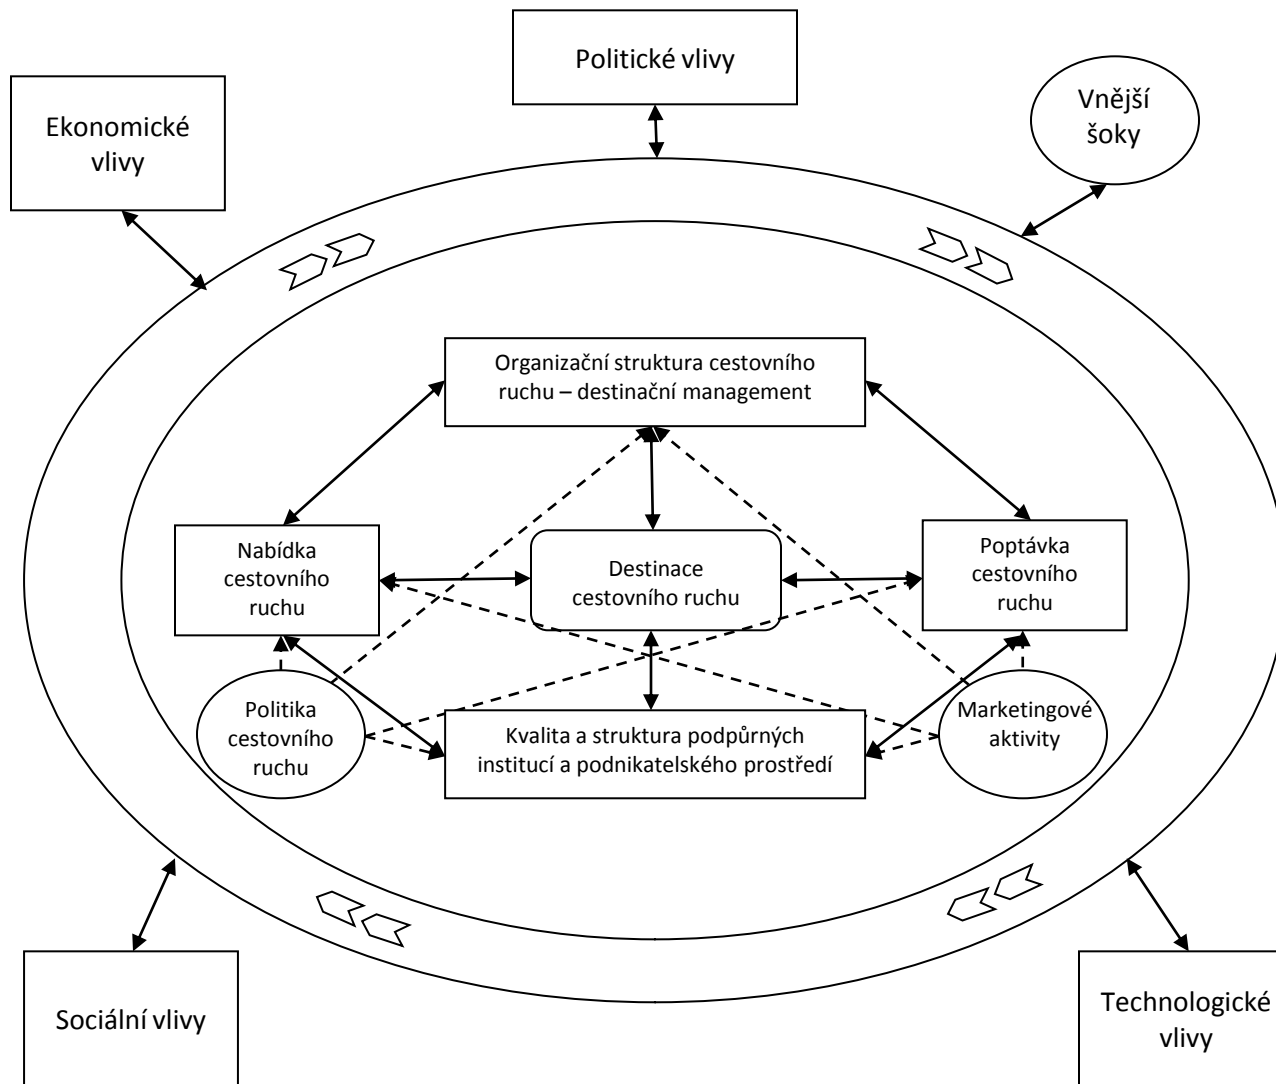 Politické vlivy
Ekonomické
vlivy
Vnější
šoky
Organizační struktura cestovního
ruchu – destinační management
Nabídka
cestovního
ruchu
Destinace
cestovního ruchu
Poptávka
cestovního
ruchu
Politika
cestovního
ruchu
Kvalita a struktura podpůrných
institucí a podnikatelského prostředí
Marketingové
aktivity
Sociální vlivy
Technologické
vlivy